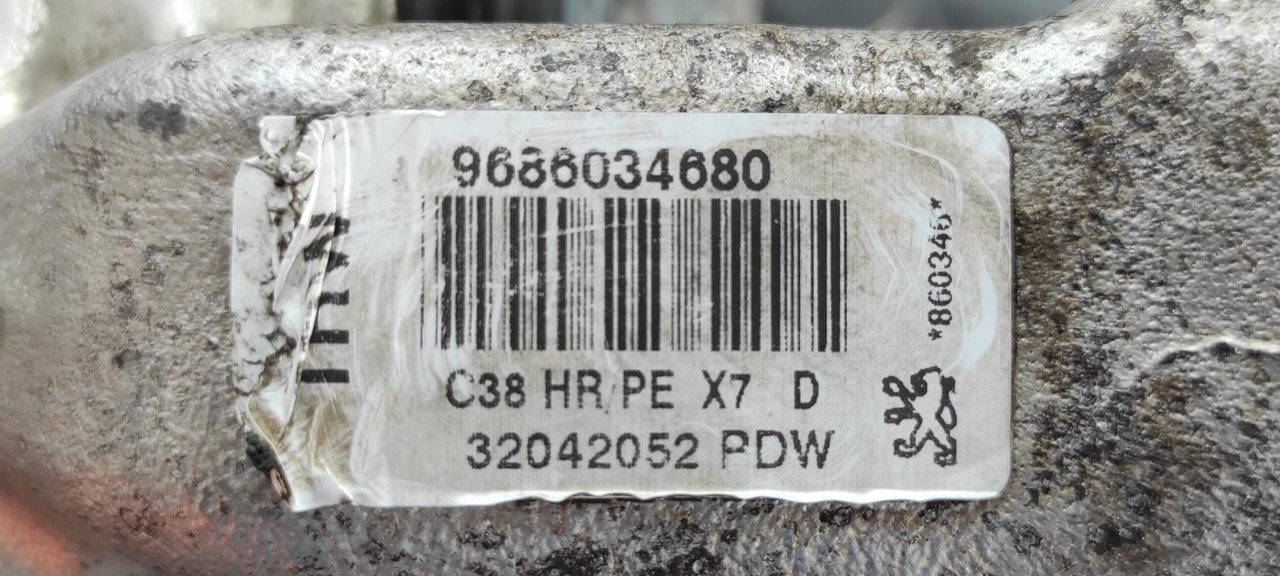 9686034680
C38 HR/PE X7 D
32042052 PDW
*860346*